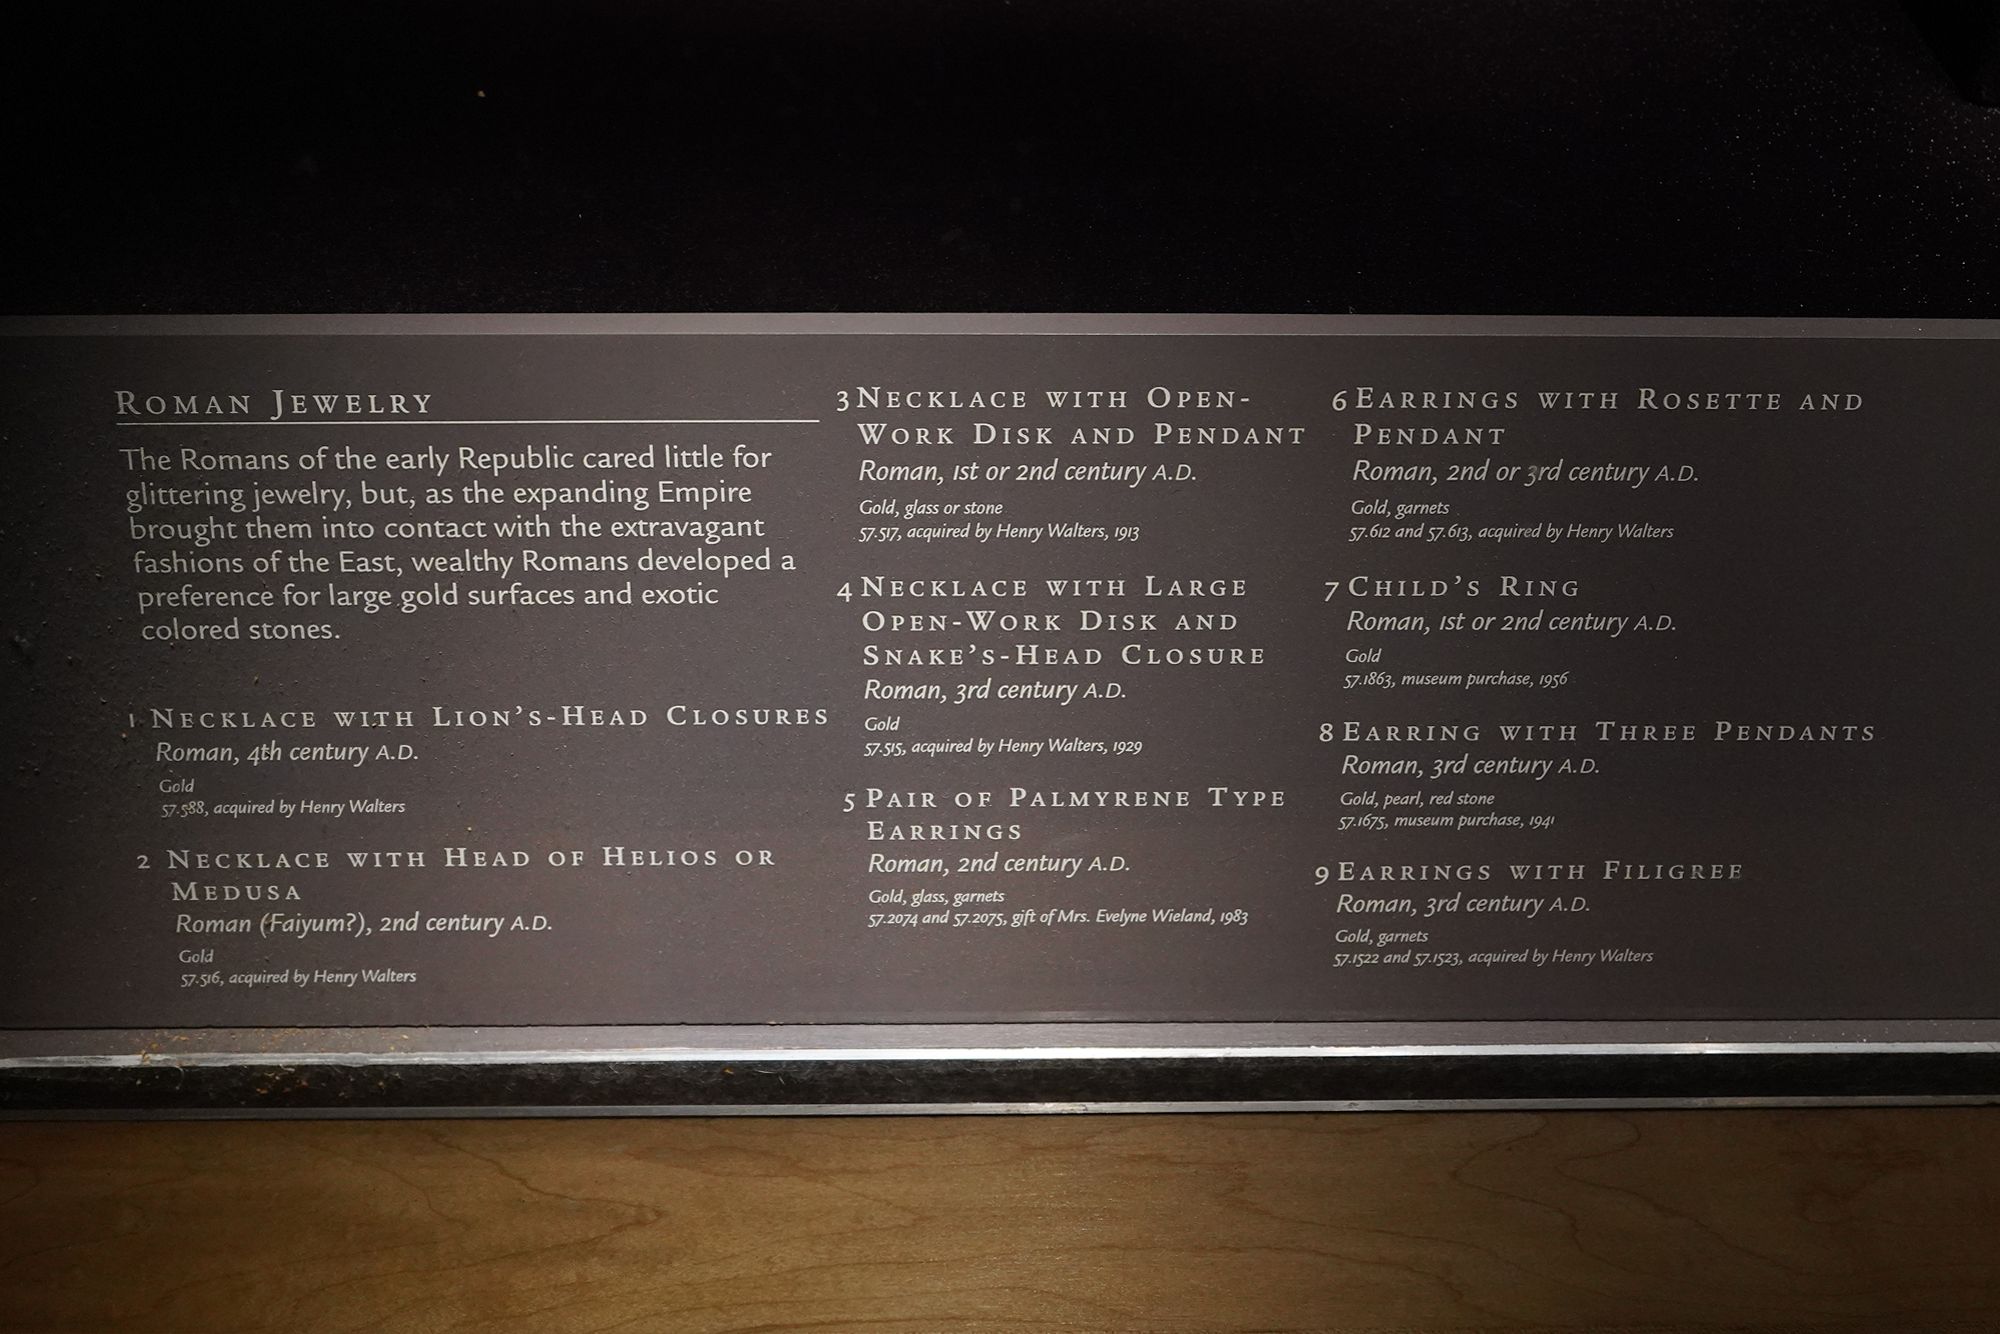 Roman Jewelry
The Romans of the early Republic cared little for
glittering jewelry, but, as the expanding Empire
brought them into contact with the extravagant
fashions of the East, wealthy Romans developed a
preference for large gold surfaces and exotic
colored stones.
1 Necklace with Lion's-Head Closures
Roman, 4th century A.D.
Gold
57.588, acquired by Henry Walters
2 Necklace with Head of Helios or
Medusa
Roman (Faiyum?), 2nd century A.D.
Gold
57.516, acquired by Henry Walters
3 Necklace with Open-
Work Disk and Pendant
Roman, 1st or 2nd century A.D.
Gold, glass or stone
57.517, acquired by Henry Walters, 1913
4 Necklace with Large
Open-Work Disk and
Snake's-Head Closure
Roman, 3rd century A.D.
Gold
57.515, acquired by Henry Walters, 1929
5 Pair of Palmyrene Type
Earrings
Roman, 2nd century A.D.
Gold, glass, garnets
57.2074 and 57.2075, gift of Mrs. Evelyne Wieland, 1983
6 Earrings with Rosette and
Pendant
Roman, 2nd or 3rd century A.D.
Gold, garnets
57.612 and 57.613, acquired by Henry Walters
7 Child's Ring
Roman, 1st or 2nd century A.D.
Gold
57.1863, museum purchase, 1956
8 Earring with Three Pendants
Roman, 3rd century A.D.
Gold, pearl, red stone
57.1675, museum purchase, 1941
9 Earrings with Filigree
Roman, 3rd century A.D.
Gold, garnets
57.1522 and 57.1523, acquired by Henry Walters